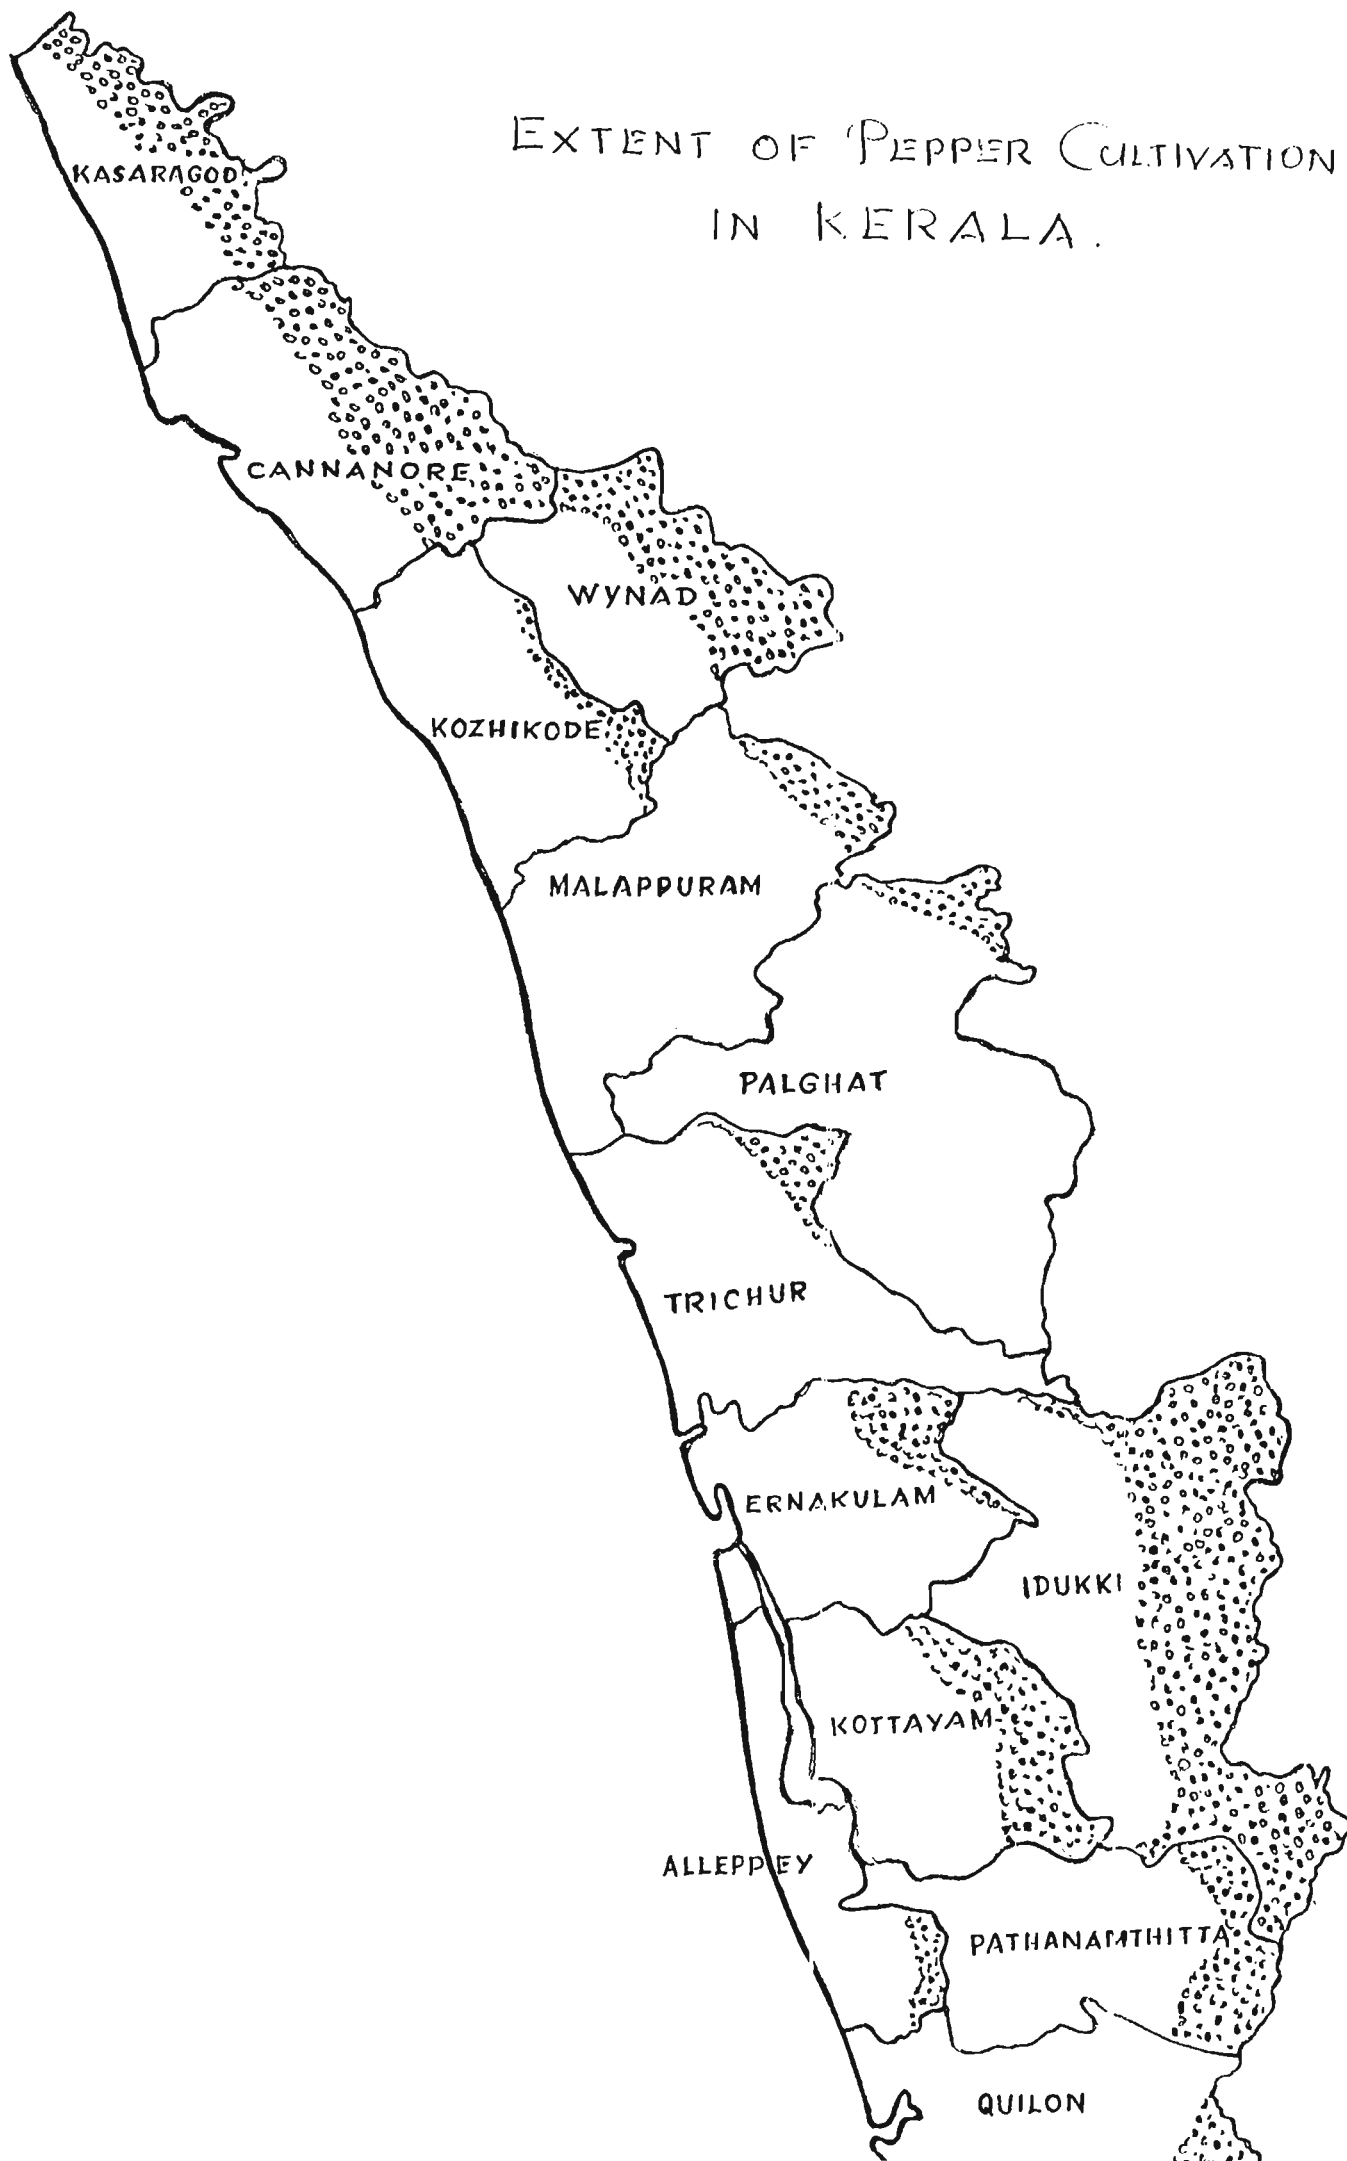 EXTENT OF PEPPER CULTIVATION
IN KERALA.
KASARAGOD
CANNANORE
WYNAD
KOZHIKODE
MALAPPURAM
PALGHAT
TRICHUR
ERNAKULAM
IDUKKI
KOTTAYAM
ALLEPPEY
PATHANAMTHITTA
QUILON